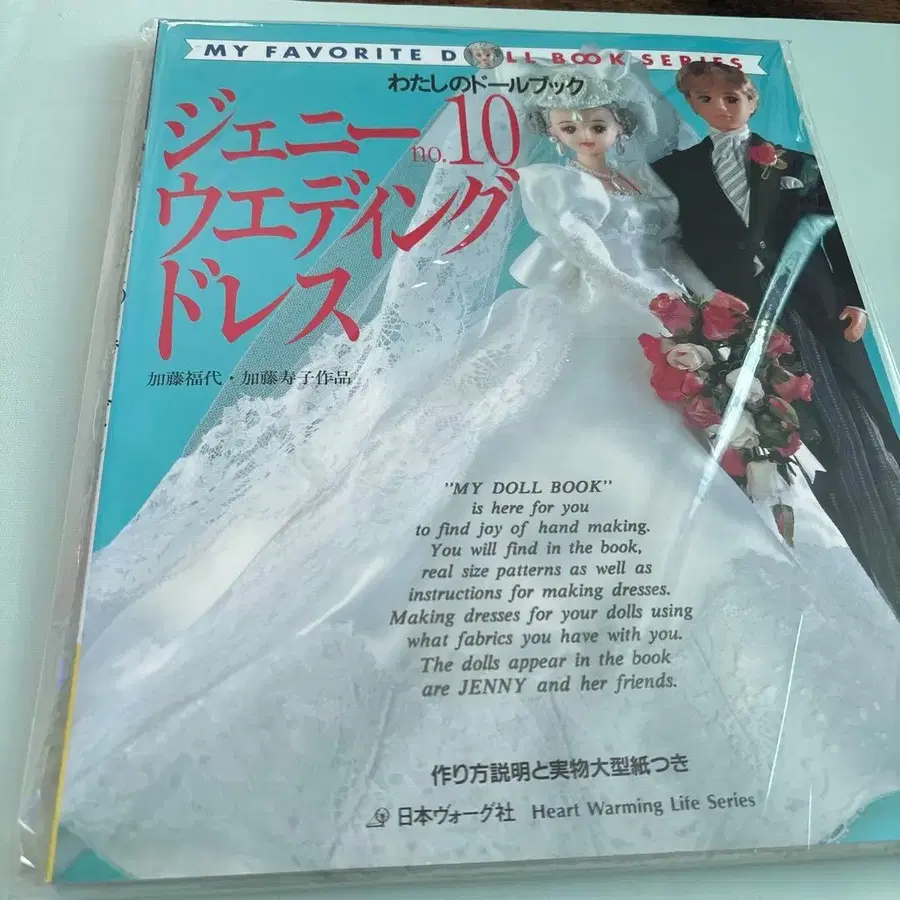 MY FAVORITE DOLL BOOK SERIES
わたしのドールブック
ジェニー no.10
ウエディング
ドレス
加藤福代・加藤寿子作品
"MY DOLL BOOK"
is here for you
to find joy of hand making.
You will find in the book,
real size patterns as well as
instructions for making dresses.
Making dresses for your dolls using
what fabrics you have with you.
The dolls appear in the book
are JENNY and her friends.
作り方説明と実物大型紙つき
日本ヴォーグ社 Heart Warming Life Series